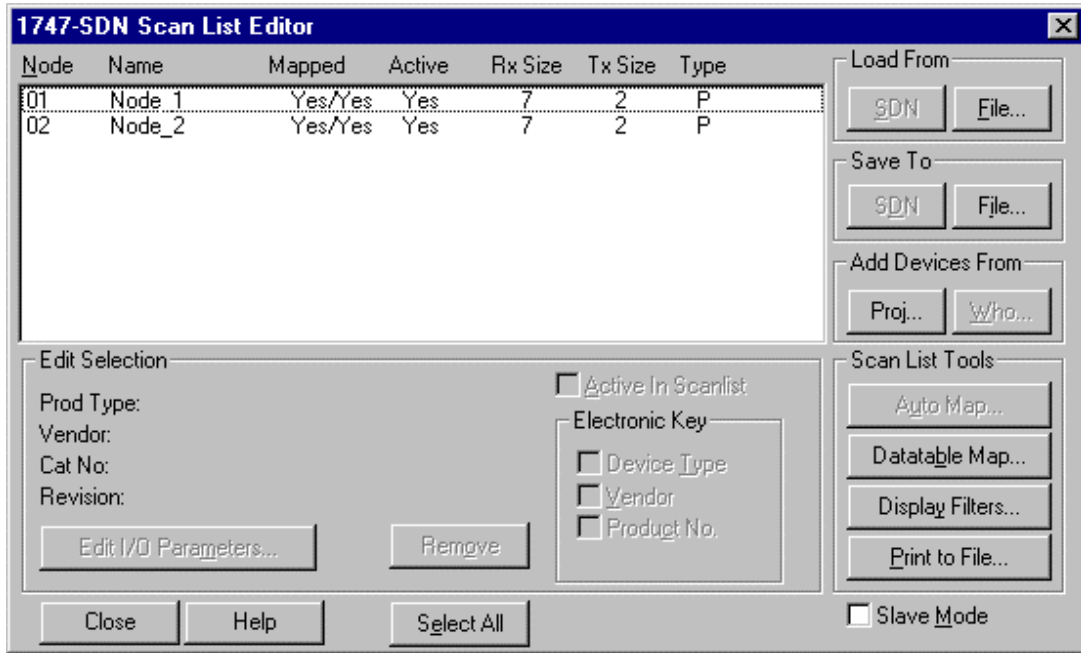 1747-SDN Scan List Editor
Node Name Mapped Active Rx Size Tx Size Type
01 Node_1 Yes/Yes Yes 7 2 P
02 Node_2 Yes/Yes Yes 7 2 P
Load From
SDN File...
Save To
SDN File...
Add Devices From
Proj... Who...
Edit Selection
Prod Type:
Vendor:
Cat No:
Revision:
Edit I/O Parameters... Remove
Active In Scanlist
Electronic Key
Device Type
Vendor
Product No.
Scan List Tools
Auto Map...
Datatable Map...
Display Filters...
Print to File...
Close Help Select All
Slave Mode